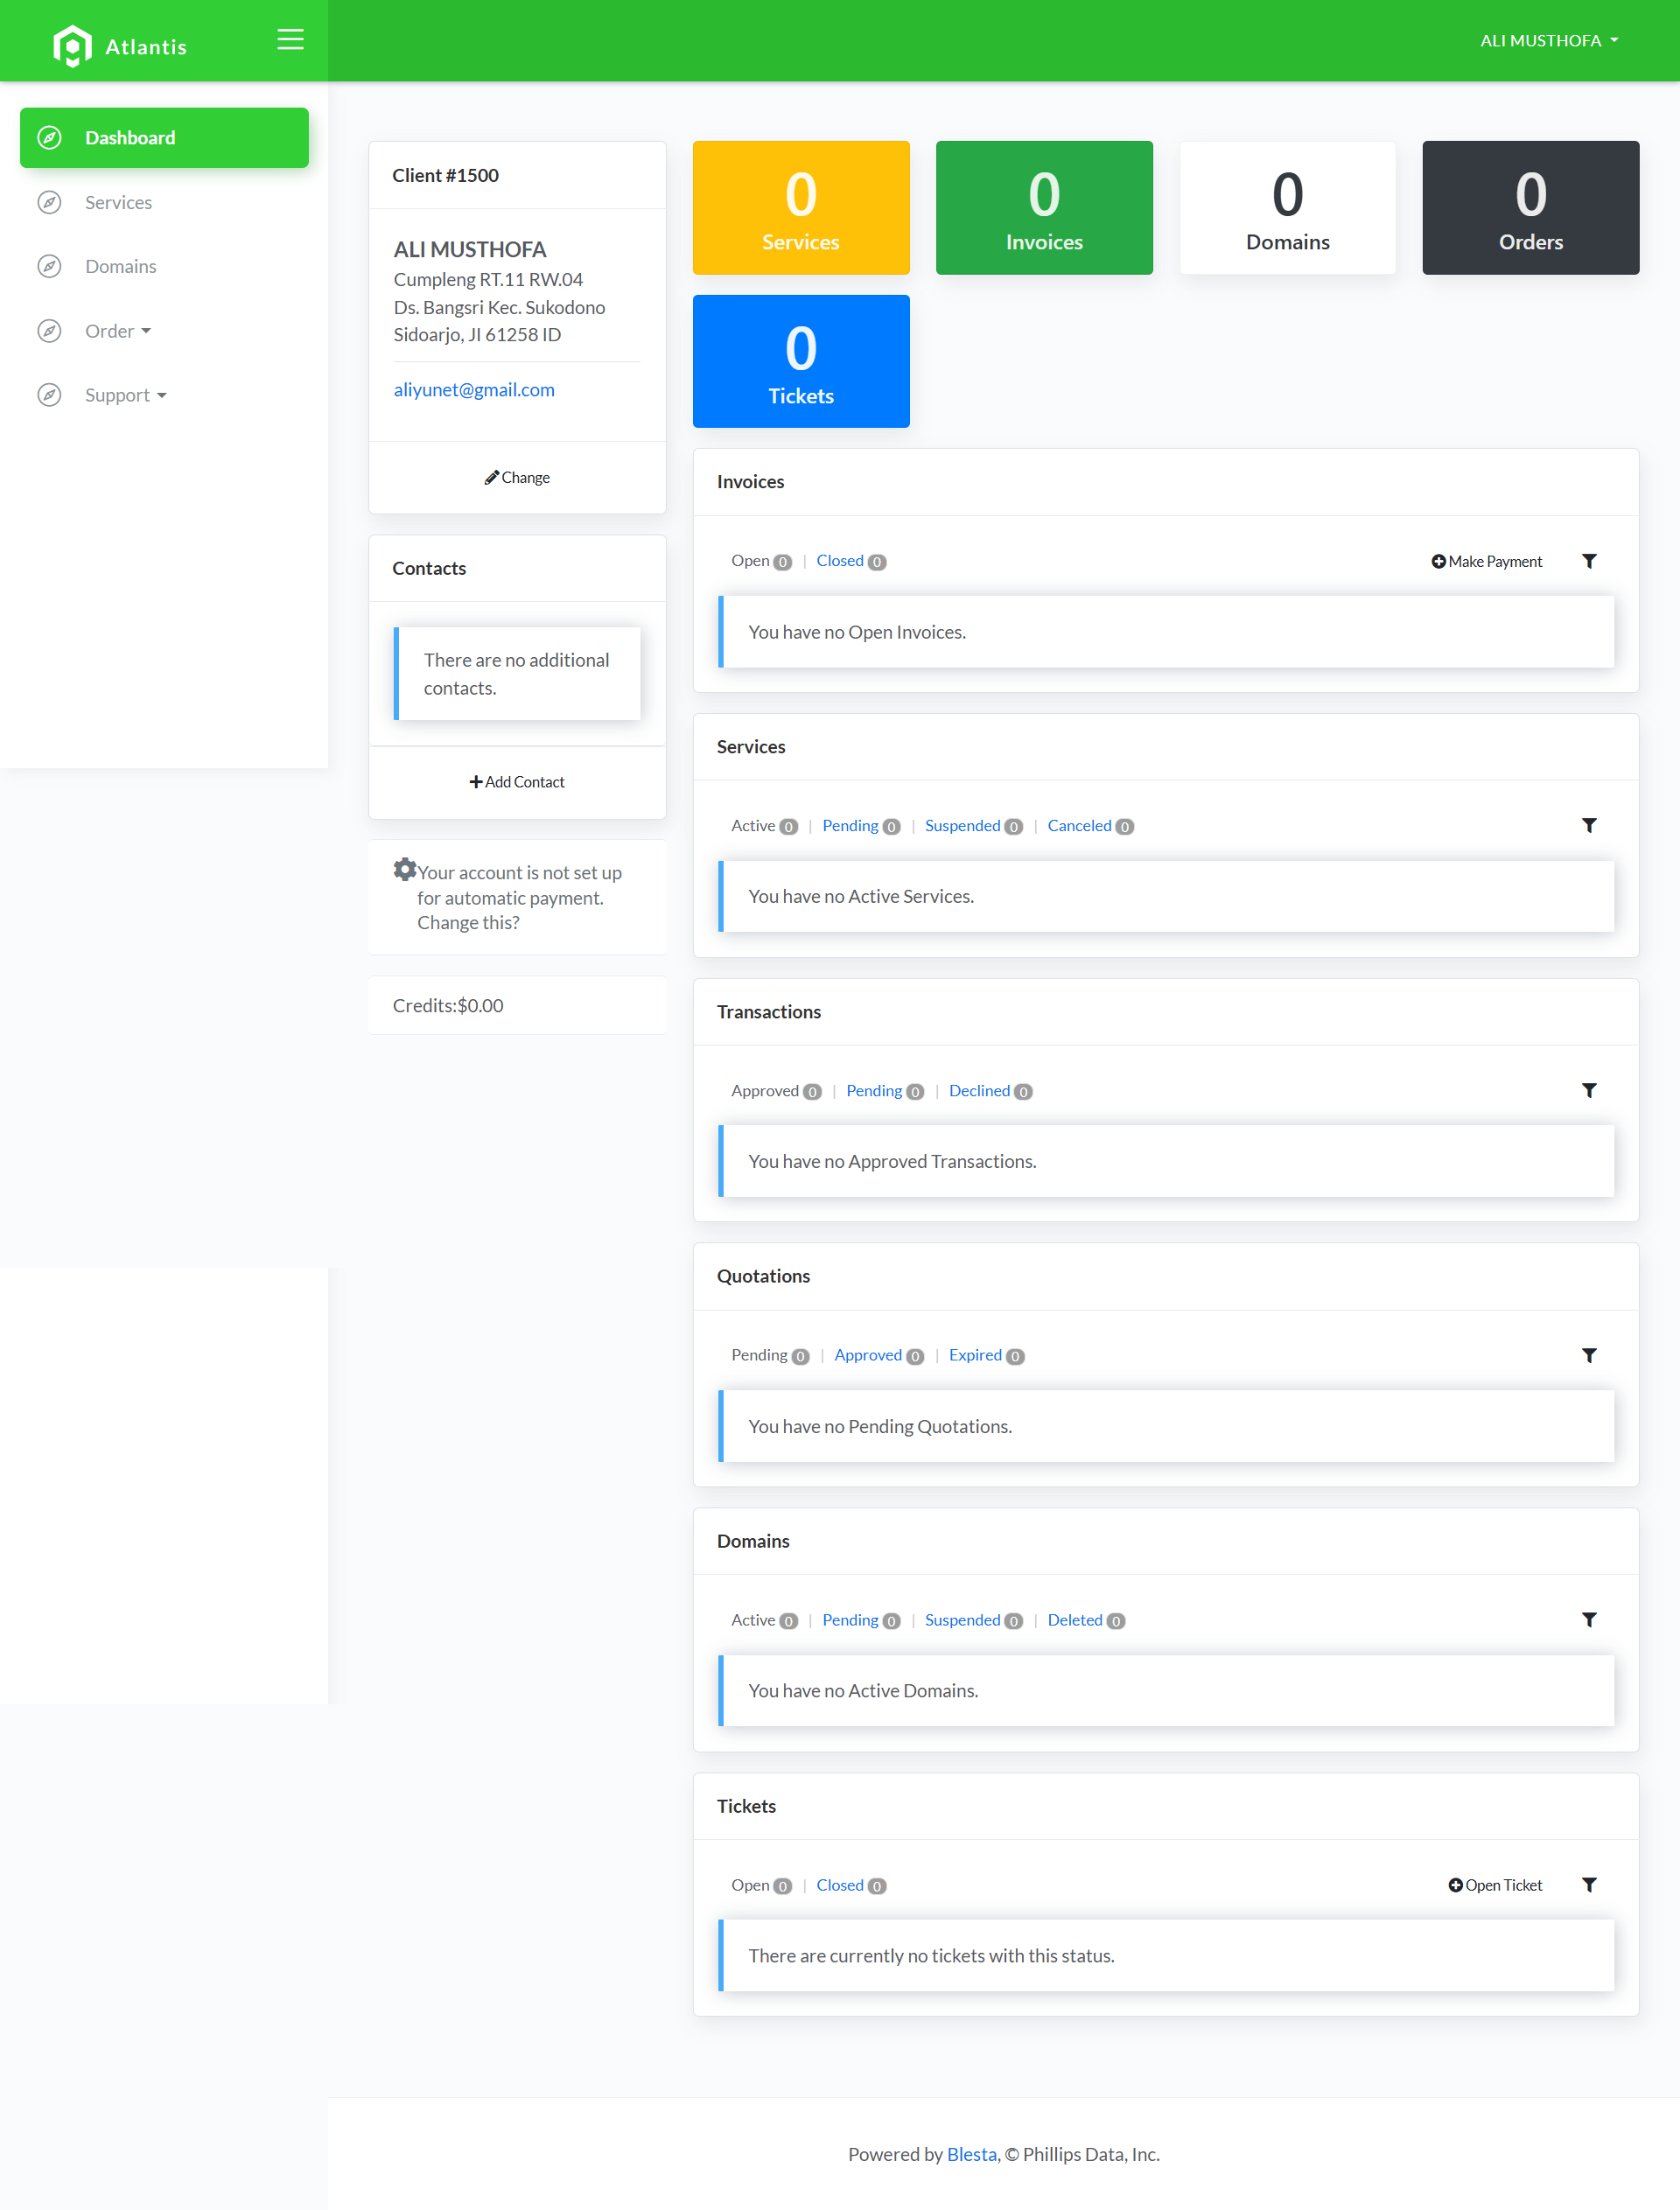 Atlantis
ALI MUSTHOFA
Dashboard
Services
Domains
Order
Support
Client #1500
ALI MUSTHOFA
Cumpleng RT.11 RW.04
Ds. Bangsri Kec. Sukodono
Sidoarjo, JI 61258 ID
aliyunet@gmail.com
Change
Contacts
There are no additional
contacts.
Add Contact
Your account is not set up
for automatic payment.
Change this?
Credits:$0.00
0
Services
0
Invoices
0
Domains
0
Orders
0
Tickets
Invoices
Open 0 | Closed 0 Make Payment
You have no Open Invoices.
Services
Active 0 | Pending 0 | Suspended 0 | Canceled 0
You have no Active Services.
Transactions
Approved 0 | Pending 0 | Declined 0
You have no Approved Transactions.
Quotations
Pending 0 | Approved 0 | Expired 0
You have no Pending Quotations.
Domains
Active 0 | Pending 0 | Suspended 0 | Deleted 0
You have no Active Domains.
Tickets
Open 0 | Closed 0 Open Ticket
There are currently no tickets with this status.
Powered by Blesta, © Phillips Data, Inc.